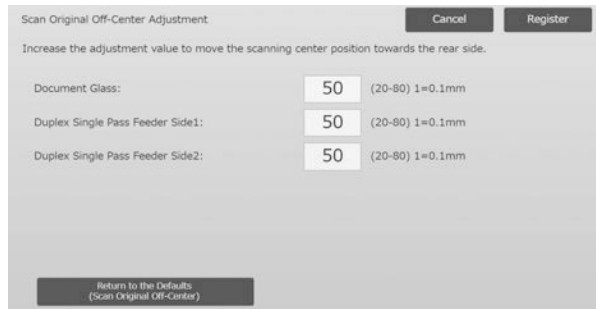 Scan Original Off-Center Adjustment Cancel Register
Increase the adjustment value to move the scanning center position towards the rear side.
Document Glass: 50 (20-80) 1=0.1mm
Duplex Single Pass Feeder Side1: 50 (20-80) 1=0.1mm
Duplex Single Pass Feeder Side2: 50 (20-80) 1=0.1mm
Return to the Defaults
(Scan Original Off-Center)